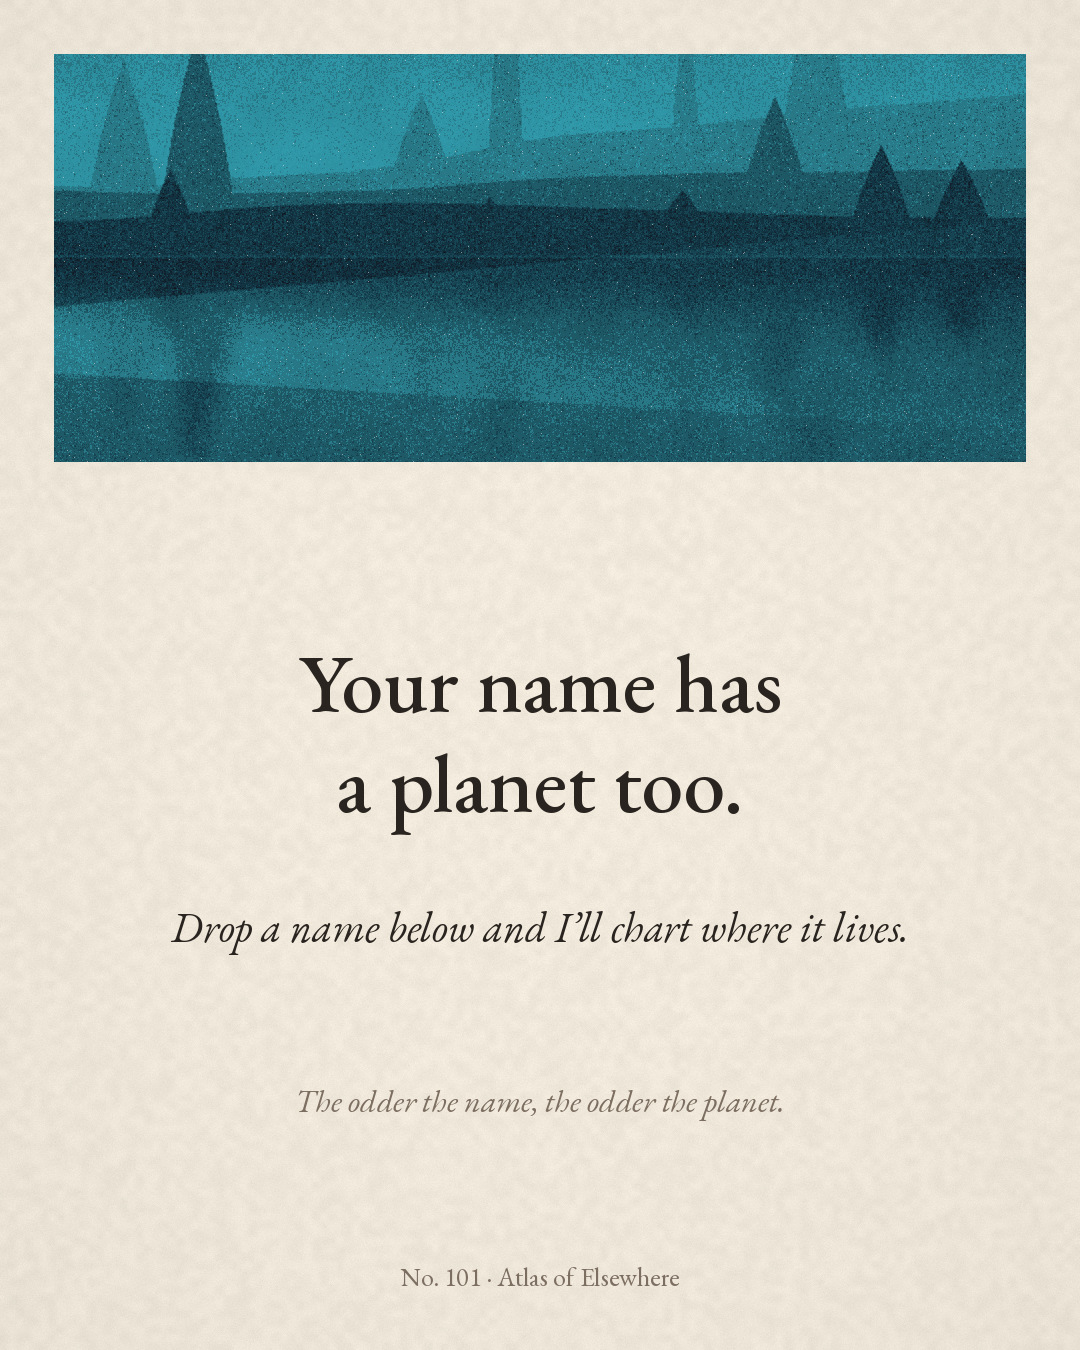 Your name has
a planet too.
Drop a name below and I’ll chart where it lives.
The odder the name, the odder the planet.
No. 101 · Atlas of Elsewhere